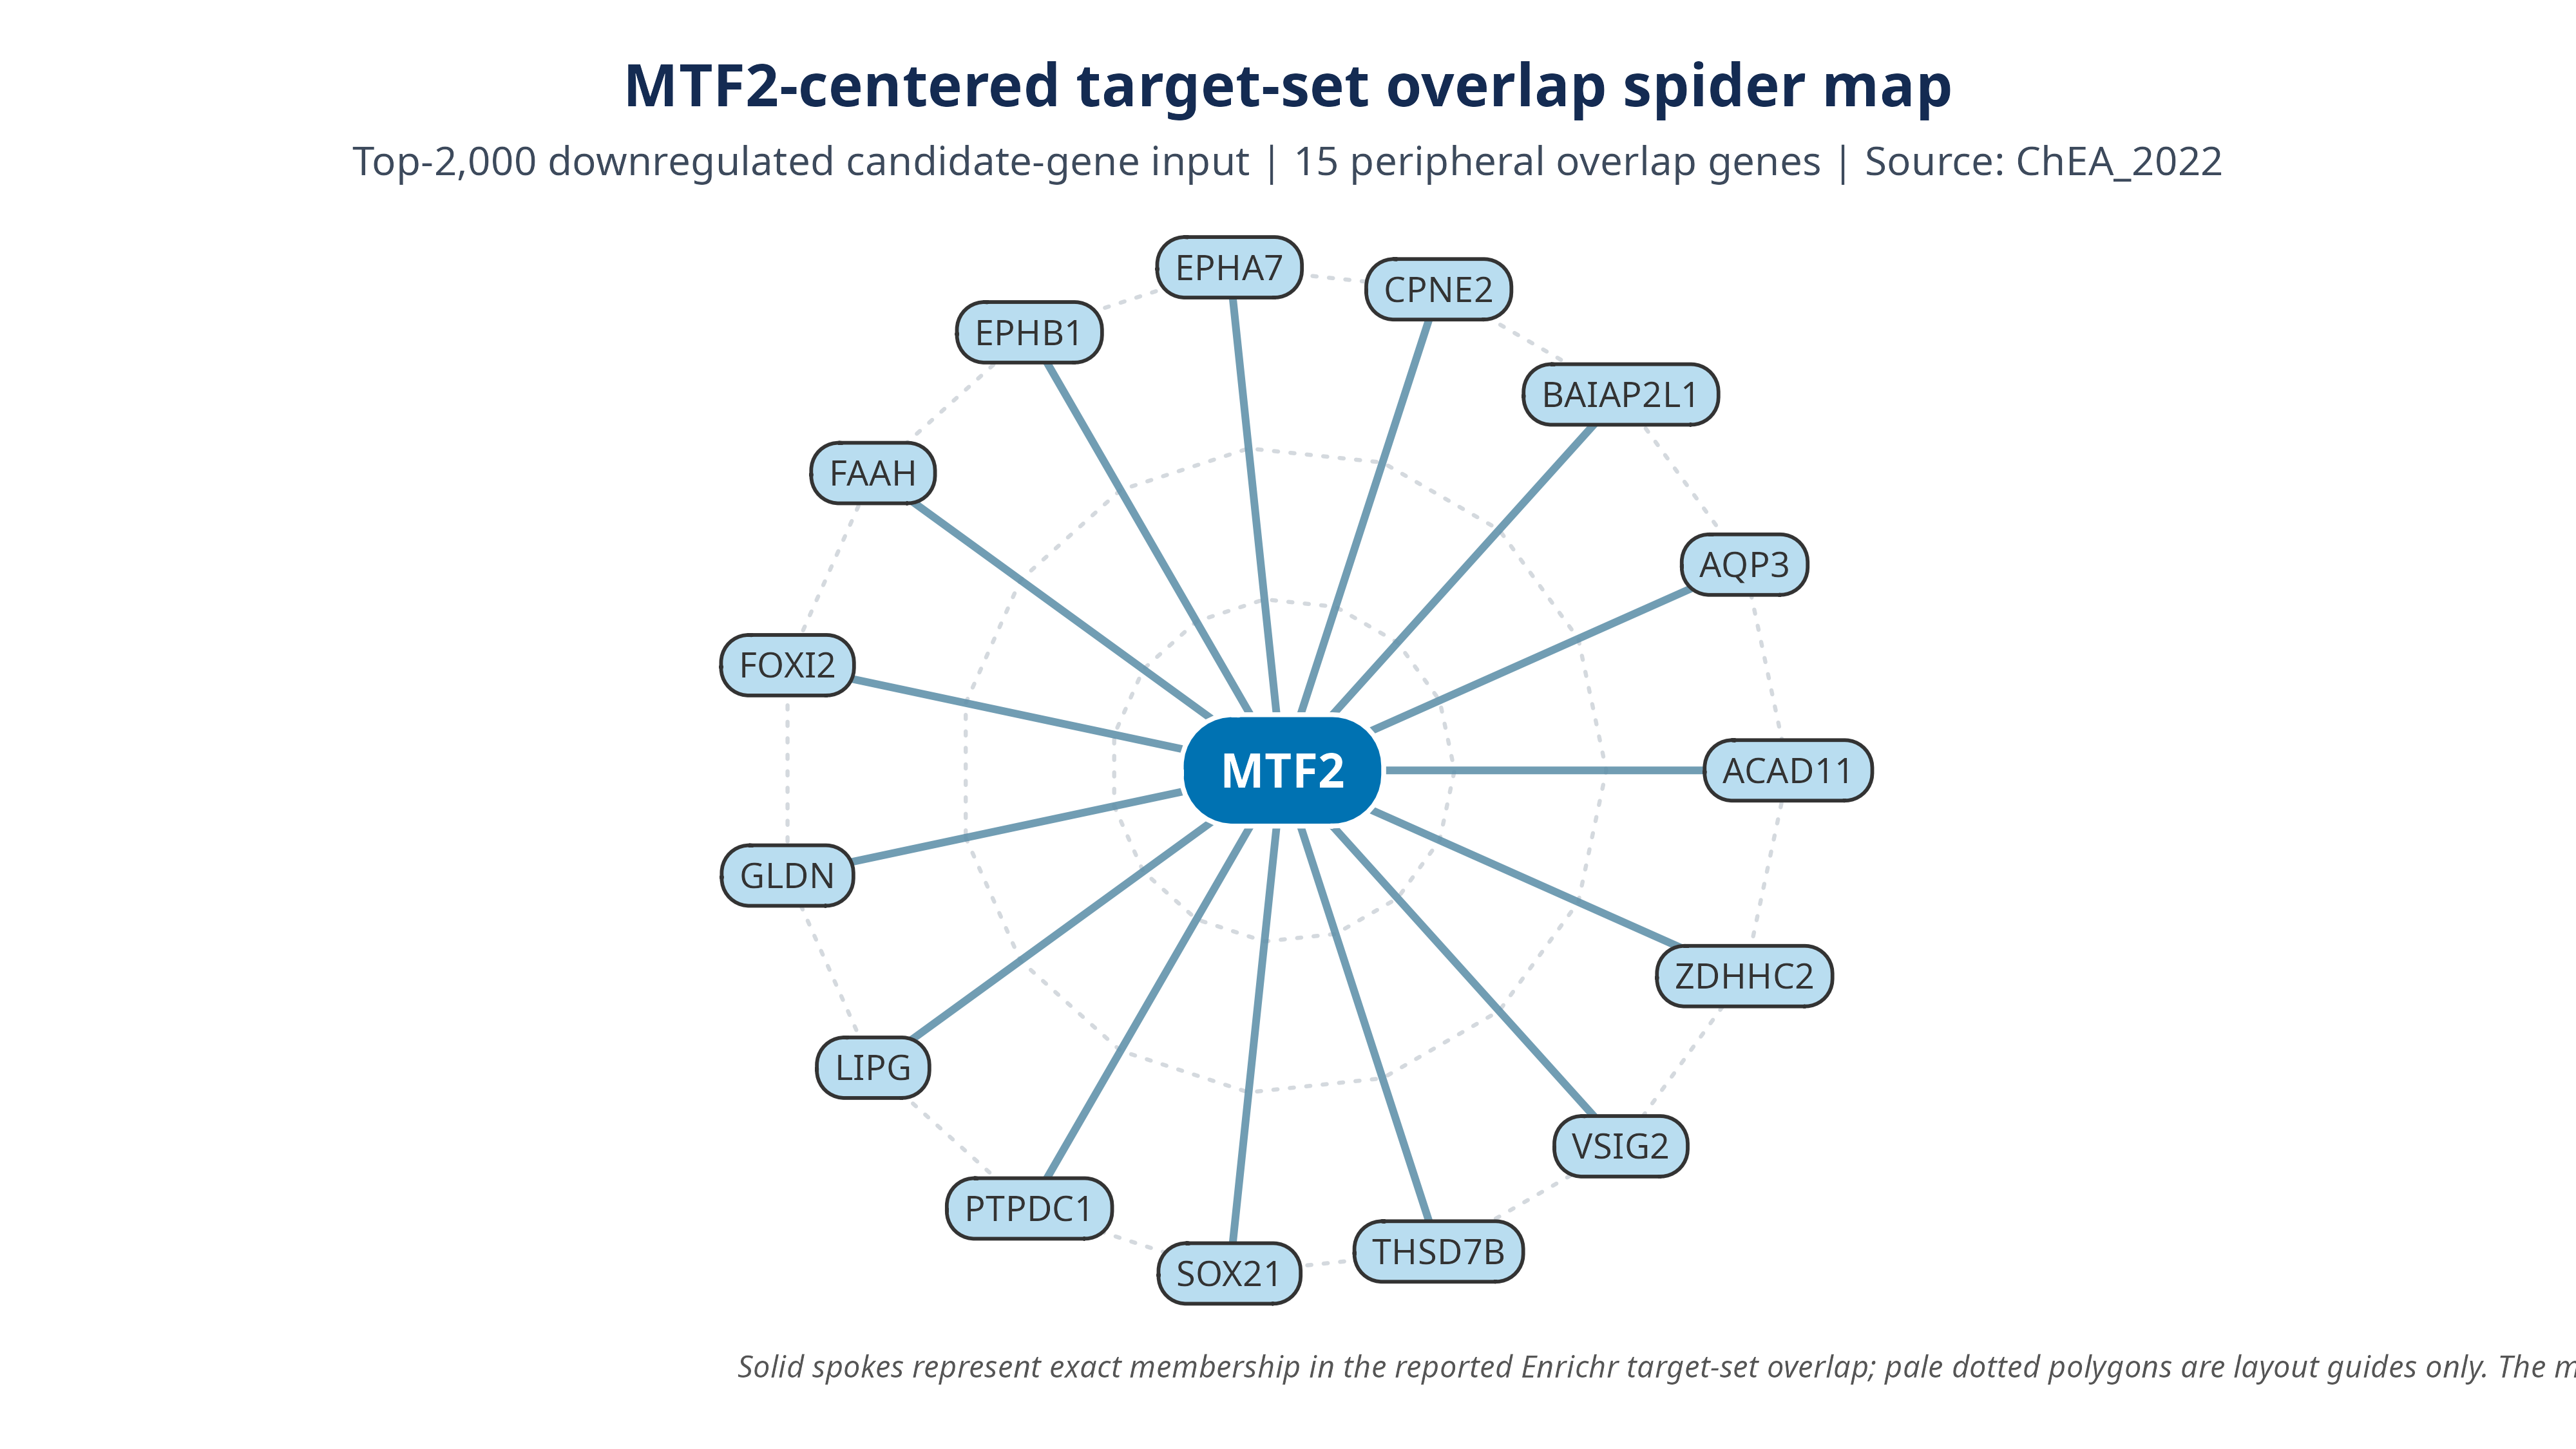 MTF2-centered target-set overlap spider map
Top-2,000 downregulated candidate-gene input | 15 peripheral overlap genes | Source: ChEA_2022
EPHA7
CPNE2
EPHB1
BAIAP2L1
FAAH
AQP3
FOXI2
MTF2
ACAD11
GLDN
ZDHHC2
LIPG
VSIG2
PTPDC1
THSD7B
SOX21
Solid spokes represent exact membership in the reported Enrichr target-set overlap; pale dotted polygons are layout guides only. The